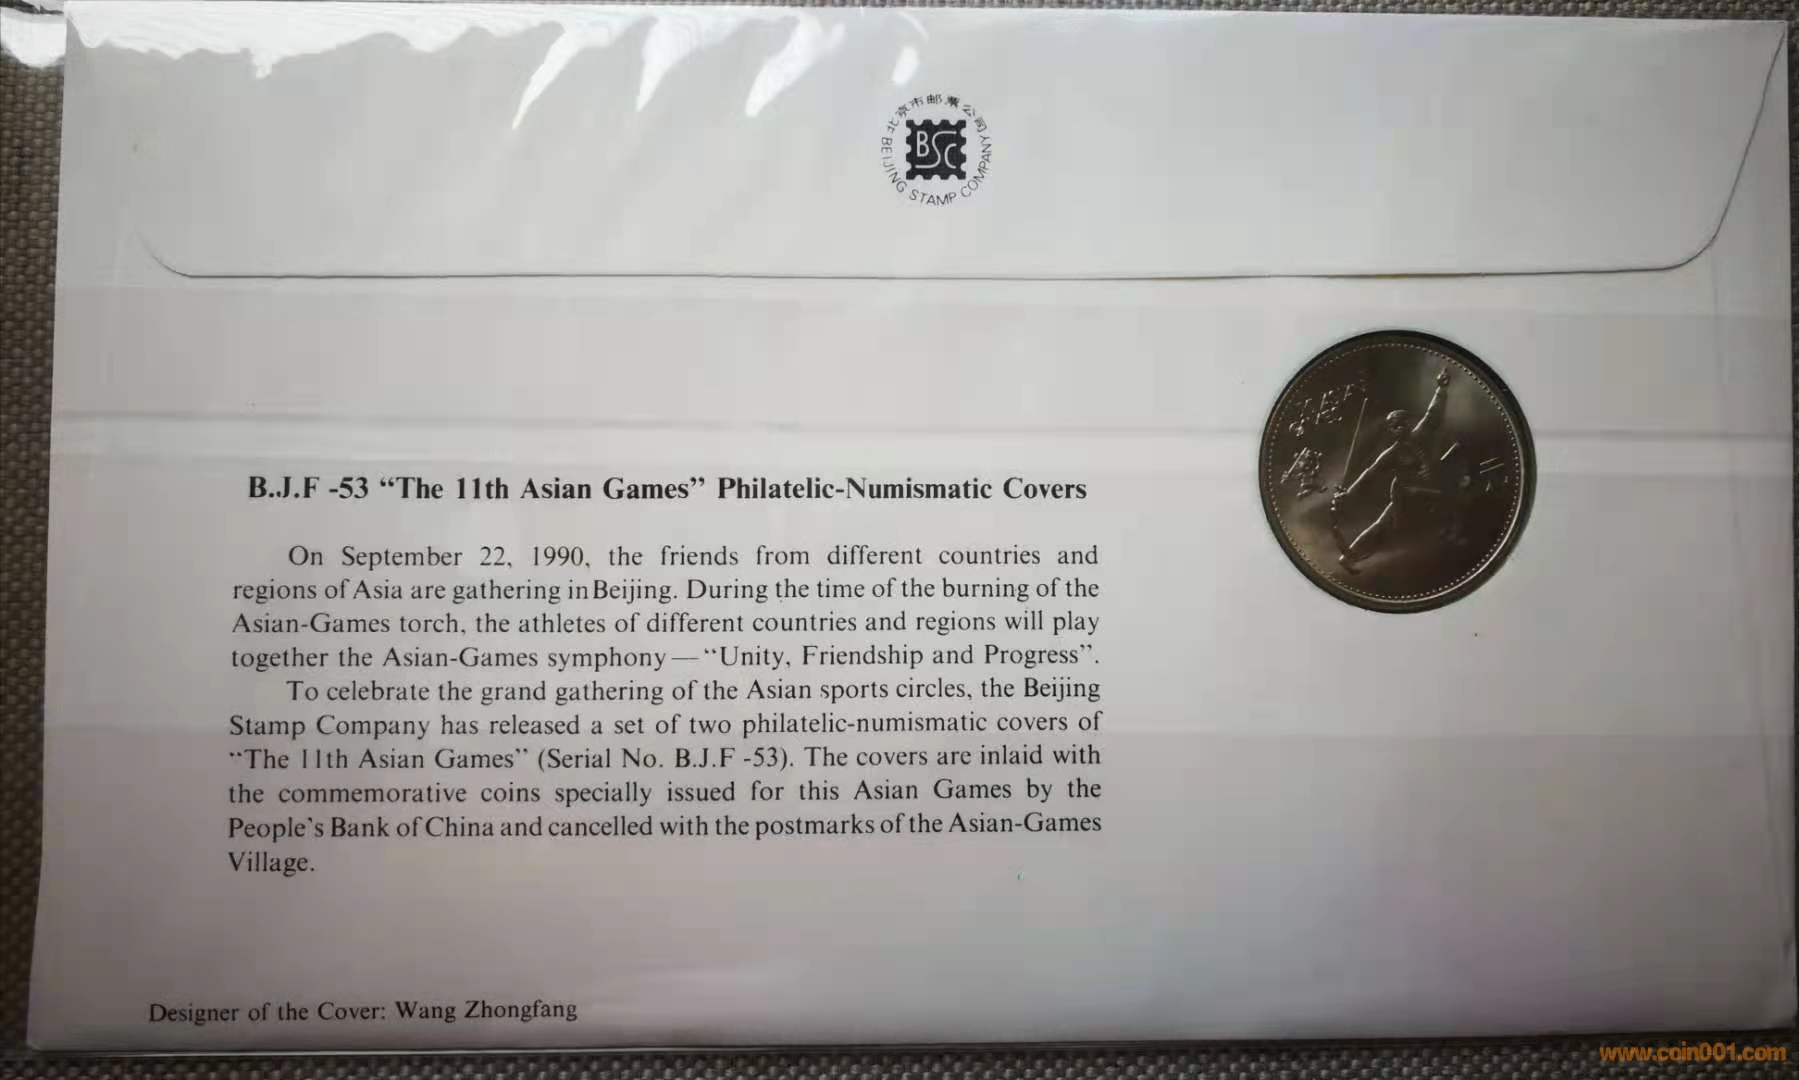 北京市邮票公司
BSC
BEIJING STAMP COMPANY
B.J.F -53 “The 11th Asian Games” Philatelic-Numismatic Covers
On September 22, 1990, the friends from different countries and
regions of Asia are gathering in Beijing. During the time of the burning of the
Asian-Games torch, the athletes of different countries and regions will play
together the Asian-Games symphony—“Unity, Friendship and Progress”.
To celebrate the grand gathering of the Asian sports circles, the Beijing
Stamp Company has released a set of two philatelic-numismatic covers of
“The 11th Asian Games” (Serial No. B.J.F -53). The covers are inlaid with
the commemorative coins specially issued for this Asian Games by the
People's Bank of China and cancelled with the postmarks of the Asian-Games
Village.
Designer of the Cover: Wang Zhongfang
www.coin001.com